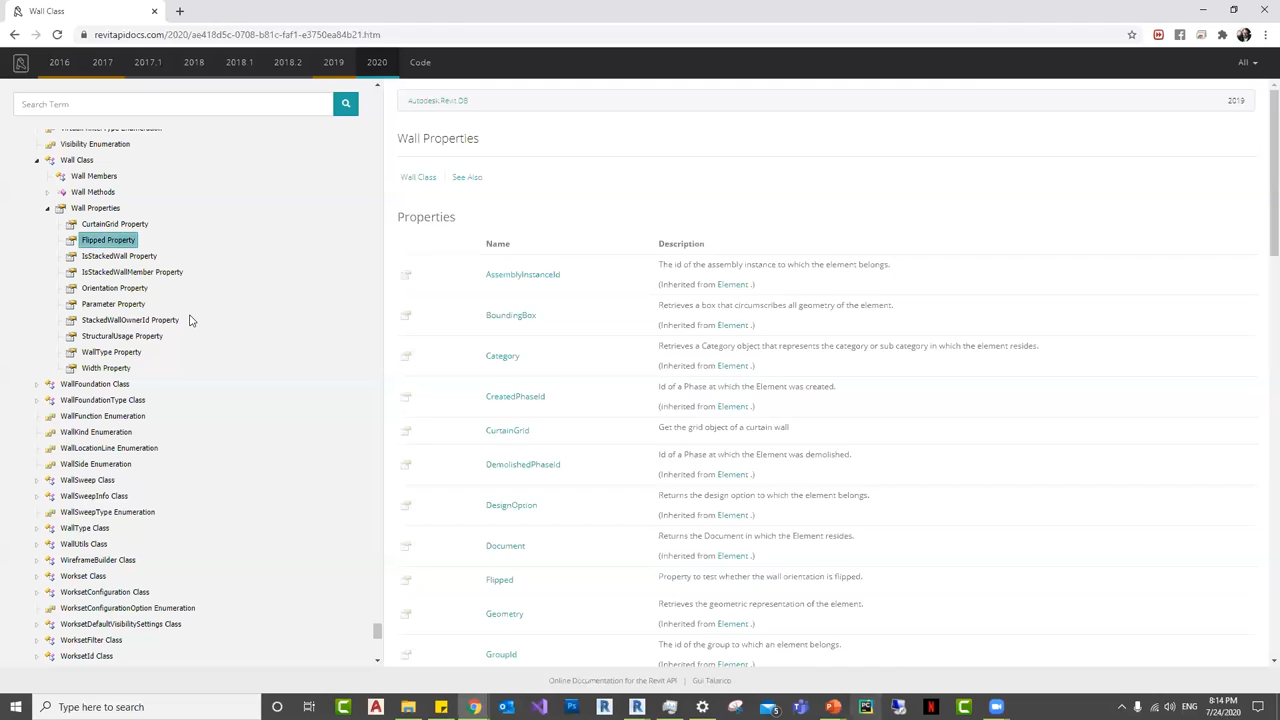 Wall Class
revitapidocs.com/2020/ae418d5c-0708-b81c-faf1-e3750ea84b21.htm
2016 2017 2017.1 2018 2018.1 2018.2 2019 2020 Code All
Search Term
Visibility Enumeration
Wall Class
Wall Members
Wall Methods
Wall Properties
CurtainGrid Property
Flipped Property
IsStackedWall Property
IsStackedWallMember Property
Orientation Property
Parameter Property
StackedWallOwnerId Property
StructuralUsage Property
WallType Property
Width Property
WallFoundation Class
WallFoundationType Class
WallFunction Enumeration
WallKind Enumeration
WallLocationLine Enumeration
WallSide Enumeration
WallSweep Class
WallSweepInfo Class
WallSweepType Enumeration
WallType Class
WallUtils Class
WireframeBuilder Class
Workset Class
WorksetConfiguration Class
WorksetConfigurationOption Enumeration
WorksetDefaultVisibilitySettings Class
WorksetFilter Class
WorksetId Class
Autodesk.Revit.DB 2019
Wall Properties
Wall Class See Also
Properties
Name Description
AssemblyInstanceId The id of the assembly instance to which the element belongs.
(Inherited from Element .)
BoundingBox Retrieves a box that circumscribes all geometry of the element.
(Inherited from Element .)
Category Retrieves a Category object that represents the category or sub category in which the element resides.
(Inherited from Element .)
CreatedPhaseId Id of a Phase at which the Element was created.
(Inherited from Element .)
CurtainGrid Get the grid object of a curtain wall
DemolishedPhaseId Id of a Phase at which the Element was demolished.
(Inherited from Element .)
DesignOption Returns the design option to which the element belongs.
(Inherited from Element .)
Document Returns the Document in which the Element resides.
(Inherited from Element .)
Flipped Property to test whether the wall orientation is flipped.
Geometry Retrieves the geometric representation of the element.
(Inherited from Element .)
GroupId The id of the group to which an element belongs.
(Inherited from Element .)
Online Documentation for the Revit API | Gui Talarico
Type here to search
8:14 PM
7/24/2020